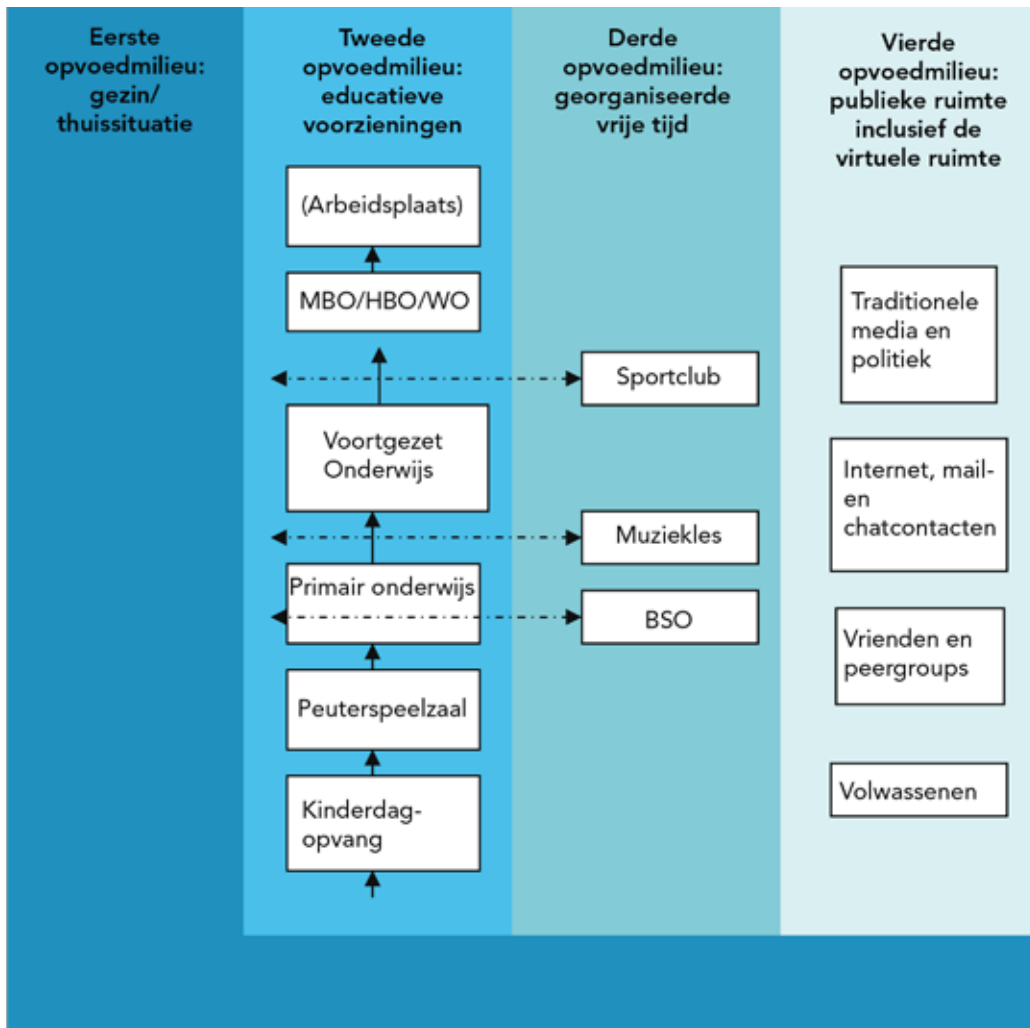 Eerste
opvoedmilieu:
gezin/
thuissituatie
Tweede
opvoedmilieu:
educatieve
voorzieningen
(Arbeidsplaats)
MBO/HBO/WO
Voortgezet
Onderwijs
Primair onderwijs
Peuterspeelzaal
Kinderdag-
opvang
Derde
opvoedmilieu:
georganiseerde
vrije tijd
Sportclub
Muziekles
BSO
Vierde
opvoedmilieu:
publieke ruimte
inclusief de
virtuele ruimte
Traditionele
media en
politiek
Internet, mail-
en
chatcontacten
Vrienden en
peergroups
Volwassenen